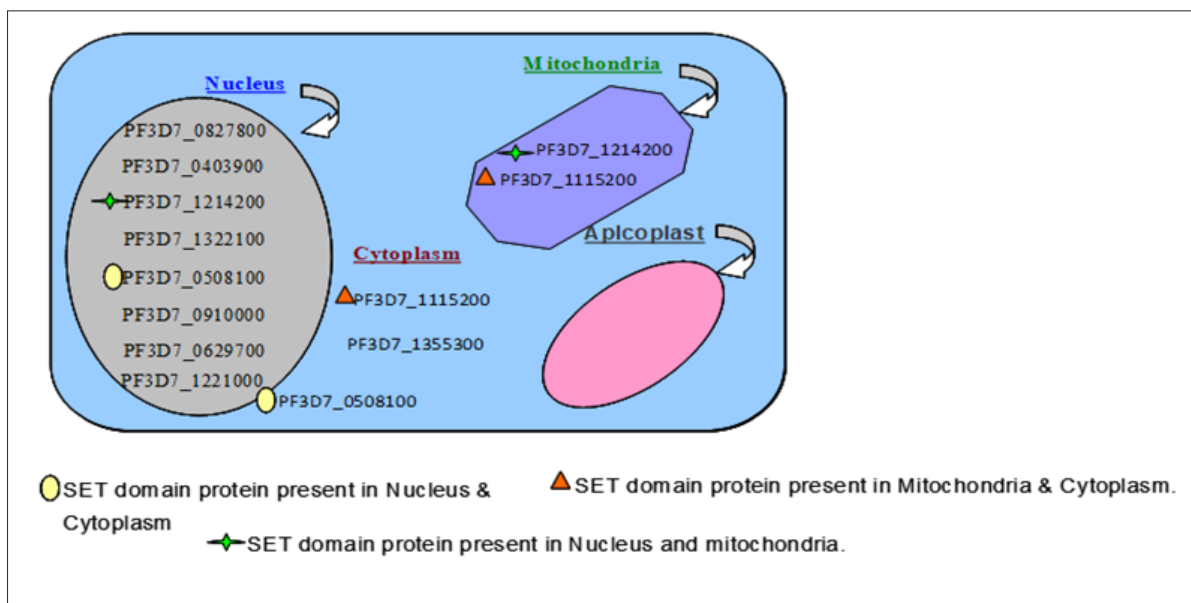 Nucleus
PF3D7_0827800
PF3D7_0403900
PF3D7_1214200
PF3D7_1322100
PF3D7_0508100
PF3D7_0910000
PF3D7_0629700
PF3D7_1221000
PF3D7_0508100
Cytoplasm
PF3D7_1115200
PF3D7_1355300
Mitochondria
PF3D7_1214200
PF3D7_1115200
Apicoplast
SET domain protein present in Nucleus &
Cytoplasm
SET domain protein present in Mitochondria & Cytoplasm.
SET domain protein present in Nucleus and mitochondria.